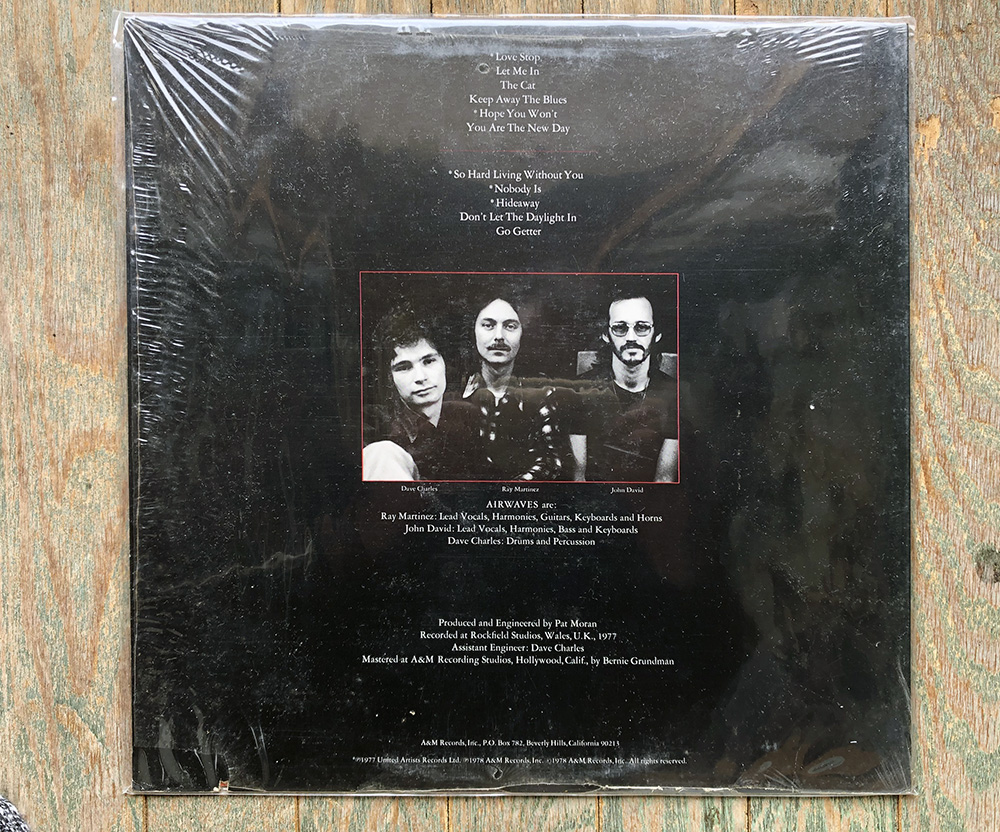 *Love Stop
Let Me In
The Cat
Keep Away The Blues
*Hope You Won't
You Are The New Day
*So Hard Living Without You
*Nobody Is
*Hideaway
Don't Let The Daylight In
Go Getter
Dave Charles Ray Martinez John David
AIRWAVES are:
Ray Martinez: Lead Vocals, Harmonies, Guitars, Keyboards and Horns
John David: Lead Vocals, Harmonies, Bass and Keyboards
Dave Charles: Drums and Percussion
Produced and Engineered by Pat Moran
Recorded at Rockfield Studios, Wales, U.K., 1977
Assistant Engineer: Dave Charles
Mastered at A&M Recording Studios, Hollywood, Calif., by Bernie Grundman
A&M Records, Inc., P.O. Box 782, Beverly Hills, California 90213
*℗1977 United Artists Records Ltd. ℗1978 A&M Records, Inc. ©1978 A&M Records, Inc. All rights reserved.